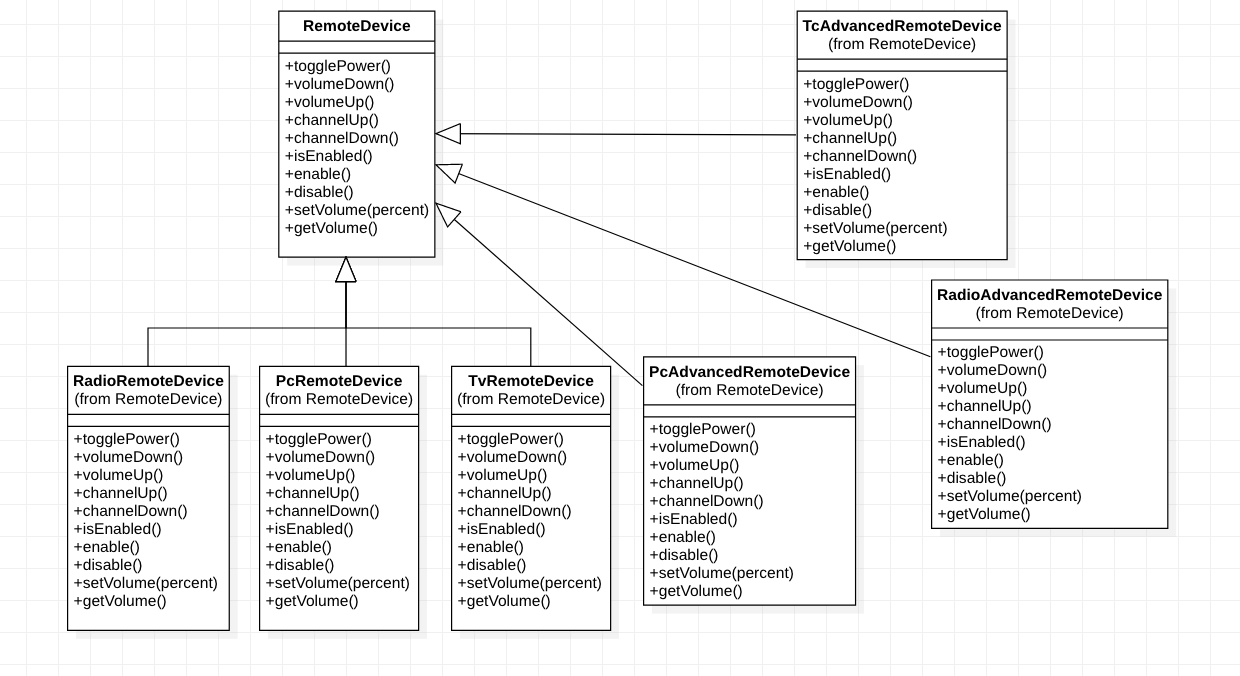 RemoteDevice
+togglePower()
+volumeDown()
+volumeUp()
+channelUp()
+channelDown()
+isEnabled()
+enable()
+disable()
+setVolume(percent)
+getVolume()
TcAdvancedRemoteDevice
(from RemoteDevice)
+togglePower()
+volumeDown()
+volumeUp()
+channelUp()
+channelDown()
+isEnabled()
+enable()
+disable()
+setVolume(percent)
+getVolume()
RadioAdvancedRemoteDevice
(from RemoteDevice)
+togglePower()
+volumeDown()
+volumeUp()
+channelUp()
+channelDown()
+isEnabled()
+enable()
+disable()
+setVolume(percent)
+getVolume()
RadioRemoteDevice
(from RemoteDevice)
+togglePower()
+volumeDown()
+volumeUp()
+channelUp()
+channelDown()
+isEnabled()
+enable()
+disable()
+setVolume(percent)
+getVolume()
PcRemoteDevice
(from RemoteDevice)
+togglePower()
+volumeDown()
+volumeUp()
+channelUp()
+channelDown()
+isEnabled()
+enable()
+disable()
+setVolume(percent)
+getVolume()
TvRemoteDevice
(from RemoteDevice)
+togglePower()
+volumeDown()
+volumeUp()
+channelUp()
+channelDown()
+isEnabled()
+enable()
+disable()
+setVolume(percent)
+getVolume()
PcAdvancedRemoteDevice
(from RemoteDevice)
+togglePower()
+volumeDown()
+volumeUp()
+channelUp()
+channelDown()
+isEnabled()
+enable()
+disable()
+setVolume(percent)
+getVolume()